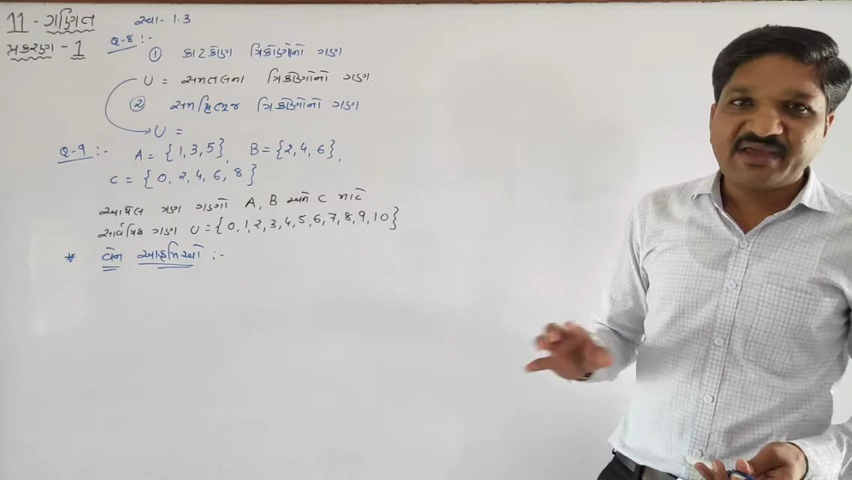 11 - ગણિત સ્વા - 1.3
પ્રકરણ - 1 Q-8 :-
① કાટકોણ ત્રિકોણોનો ગણ
U = સમતલના ત્રિકોણોનો ગણ.
② સમદ્વિભુજ ત્રિકોણોનો ગણ
U =
Q-9 :- A = {1,3,5}, B = {2,4,6},
C = {0, 2, 4, 6, 8}
આપેલ ત્રણ ગણો A, B અને C માટે
સાર્વત્રિક ગણ U = {0,1,2,3,4,5,6,7,8,9,10}
* વેન આકૃતિઓ :-